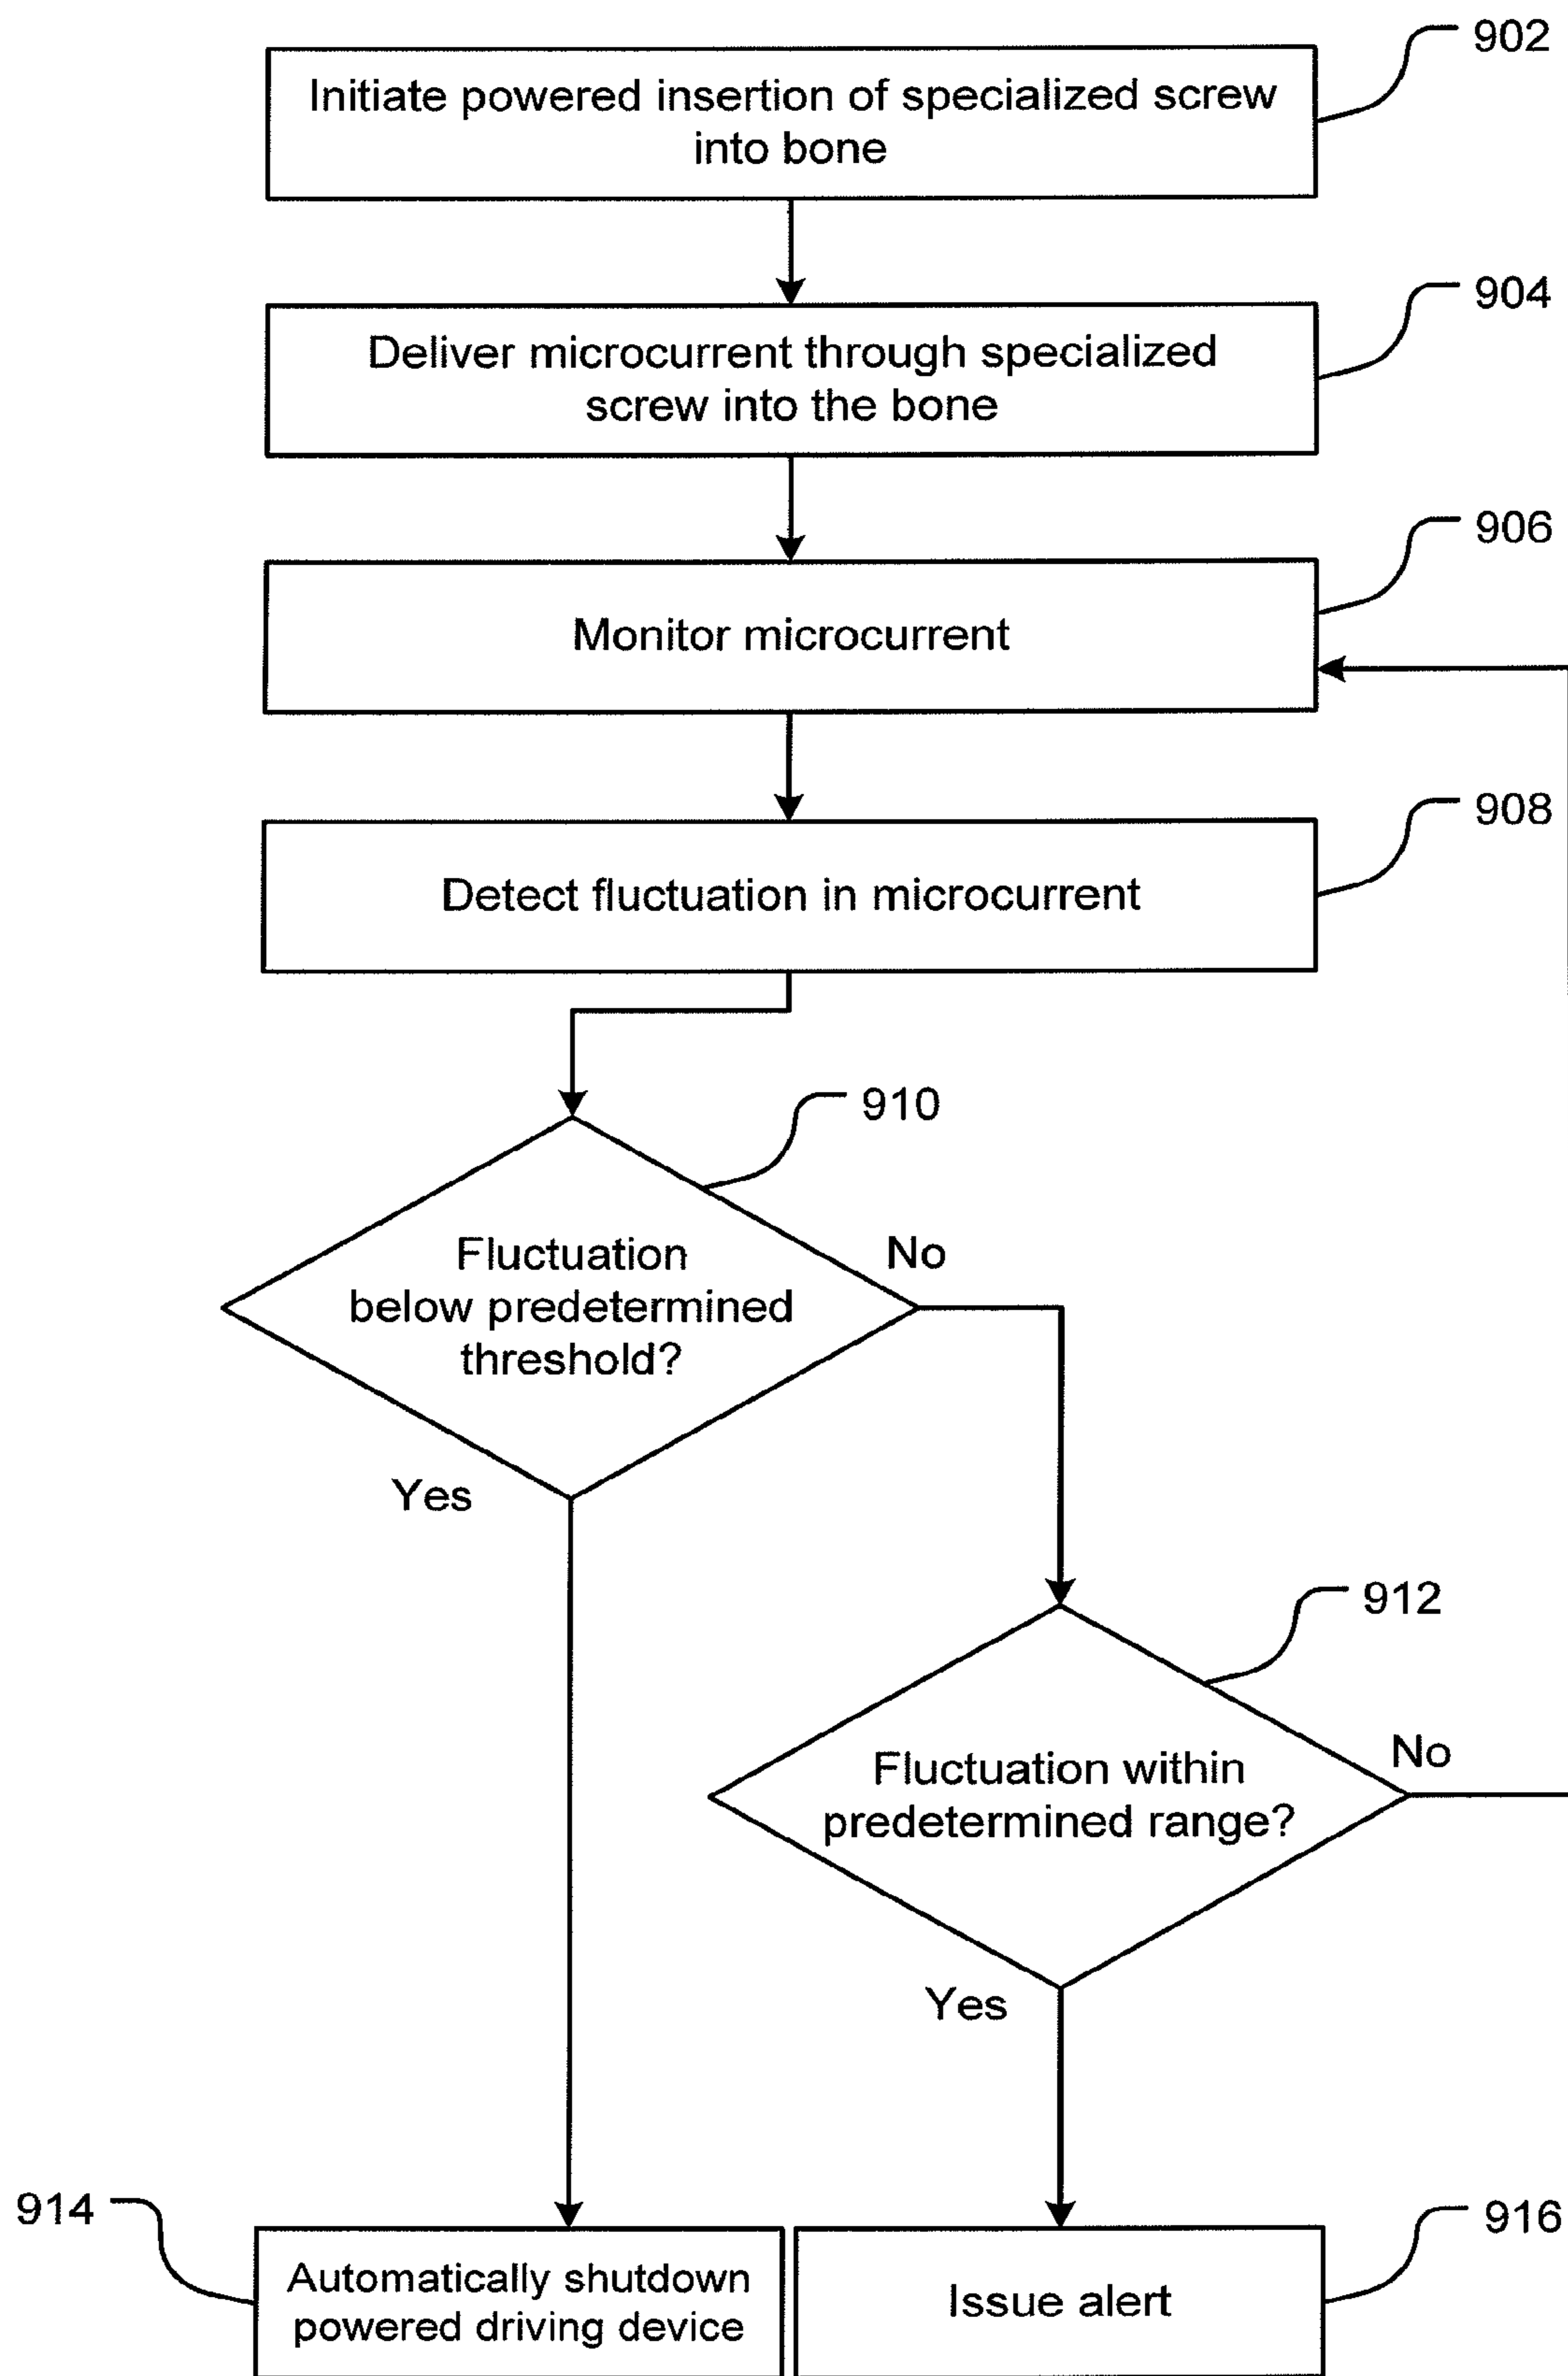 902
Initiate powered insertion of specialized screw
into bone
904
Deliver microcurrent through specialized
screw into the bone
906
Monitor microcurrent
908
Detect fluctuation in microcurrent
910
Fluctuation
below predetermined
threshold?
No
Yes
912
Fluctuation within
predetermined range?
No
Yes
914
Automatically shutdown
powered driving device
916
Issue alert